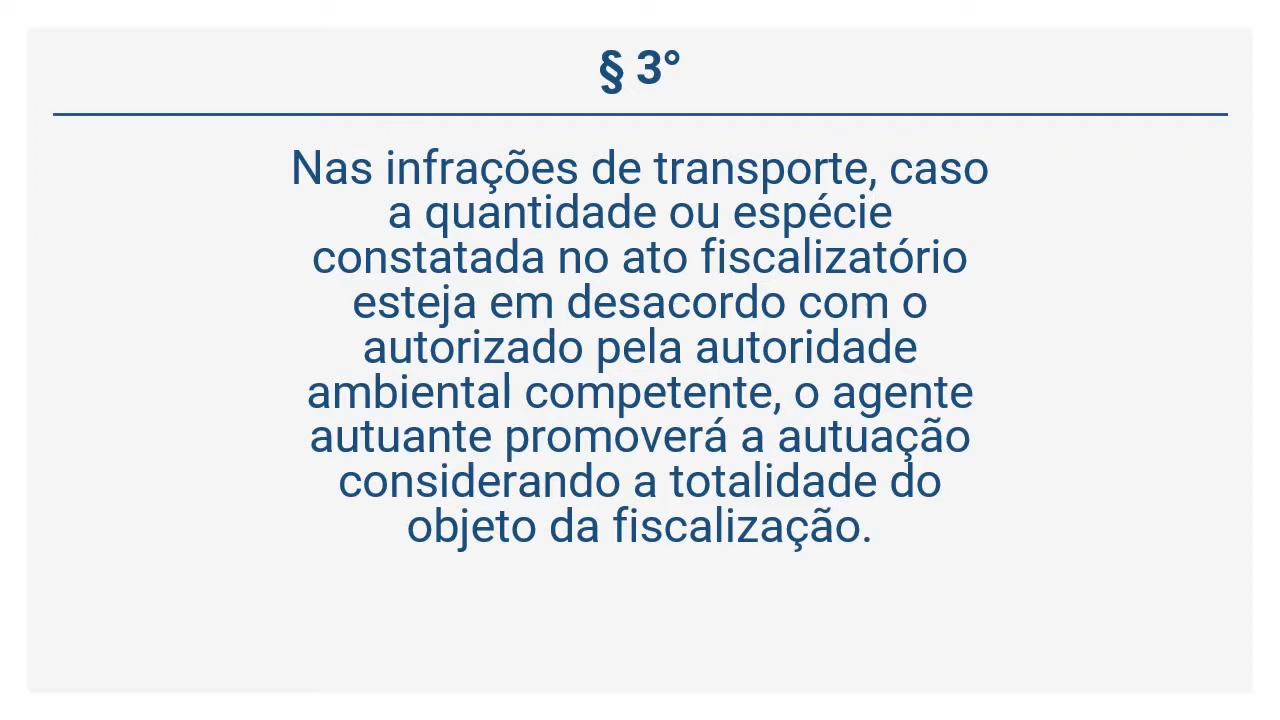 § 3°
Nas infrações de transporte, caso
a quantidade ou espécie
constatada no ato fiscalizatório
esteja em desacordo com o
autorizado pela autoridade
ambiental competente, o agente
autuante promoverá a autuação
considerando a totalidade do
objeto da fiscalização.